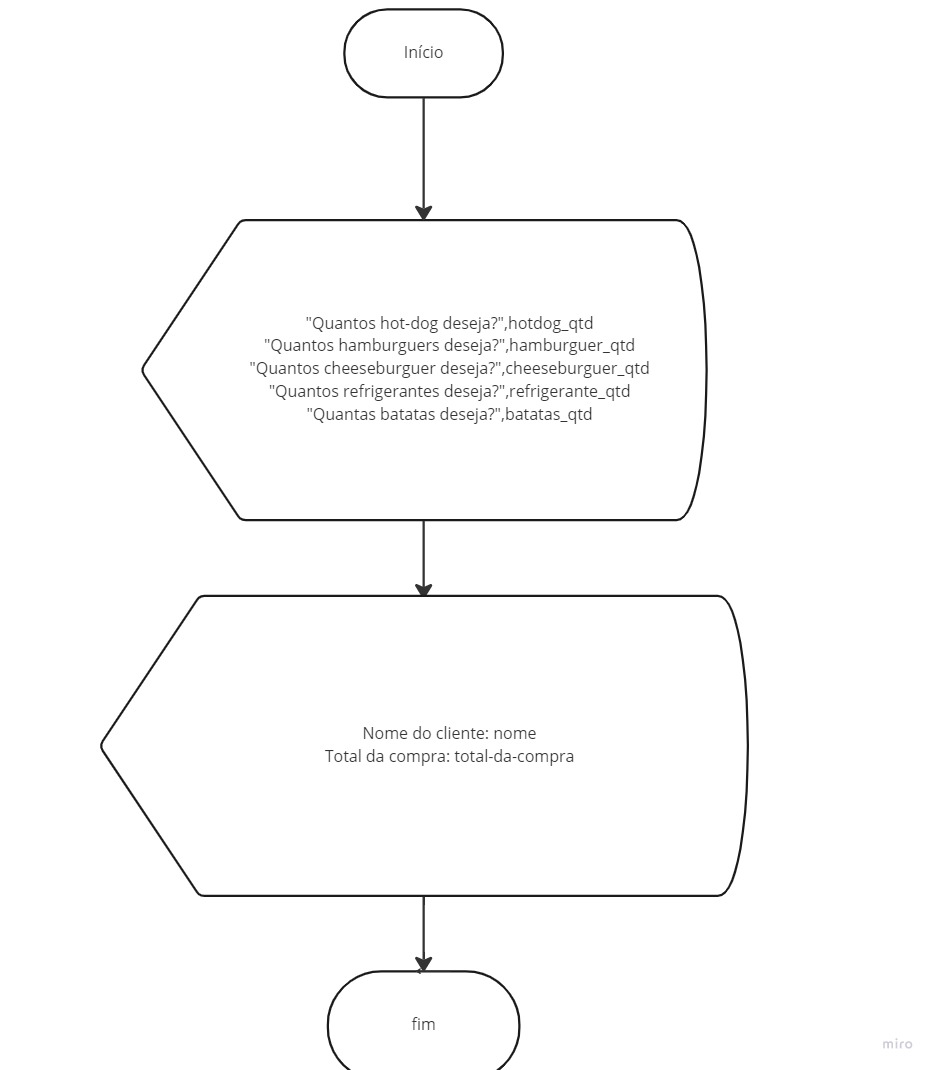 Início
"Quantos hot-dog deseja?",hotdog_qtd
"Quantos hamburguers deseja?",hamburguer_qtd
"Quantos cheeseburguer deseja?",cheeseburguer_qtd
"Quantos refrigerantes deseja?",refrigerante_qtd
"Quantas batatas deseja?",batatas_qtd
Nome do cliente: nome
Total da compra: total-da-compra
fim
miro